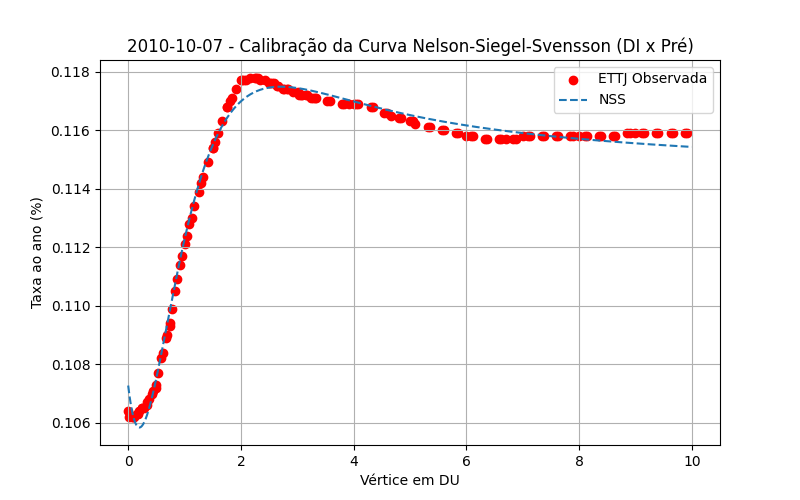 2010-10-07 - Calibração da Curva Nelson-Siegel-Svensson (DI x Pré)
ETTJ Observada
NSS
Taxa ao ano (%)
0.118
0.116
0.114
0.112
0.110
0.108
0.106
0 2 4 6 8 10
Vértice em DU